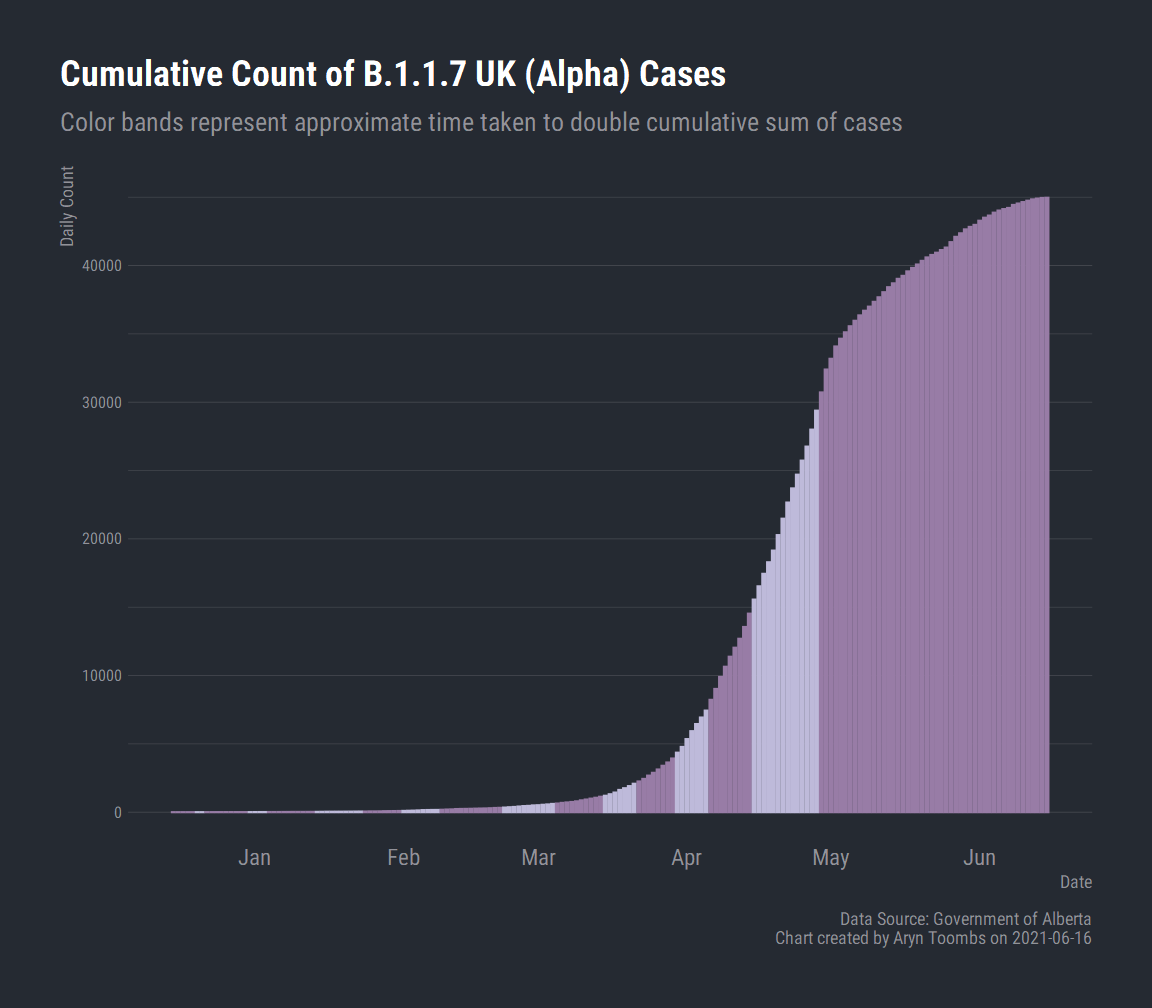 Cumulative Count of B.1.1.7 UK (Alpha) Cases
Color bands represent approximate time taken to double cumulative sum of cases
Daily Count
40000
30000
20000
10000
0
Jan Feb Mar Apr May Jun
Date
Data Source: Government of Alberta
Chart created by Aryn Toombs on 2021-06-16